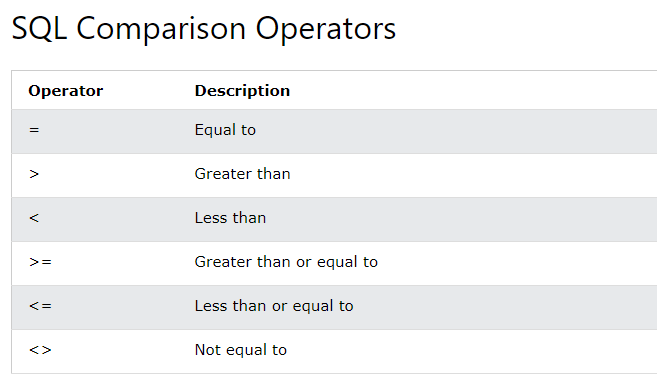 SQL Comparison Operators
Operator Description
= Equal to
> Greater than
< Less than
>= Greater than or equal to
<= Less than or equal to
<> Not equal to